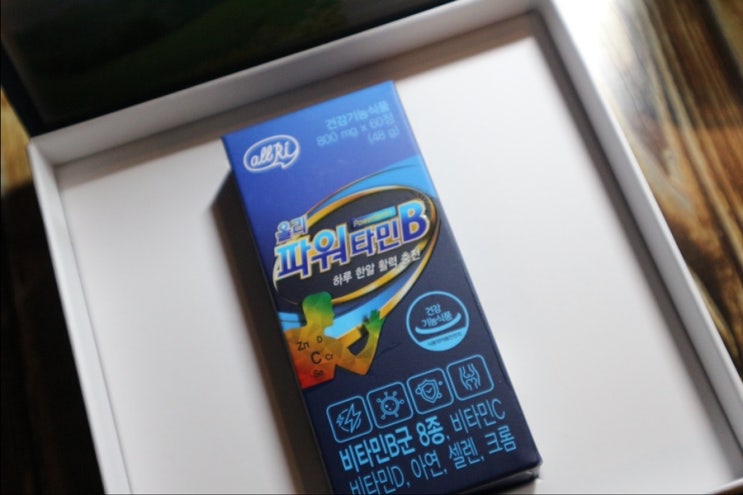 allRi
건강기능식품
800 mg x 60정
(48 g)
올리
파워타민B
하루 한알 활력 충전
Zn D
C Cr
Se
건강
기능식품
비타민B군 8종, 비타민C
비타민D, 아연, 셀렌, 크롬